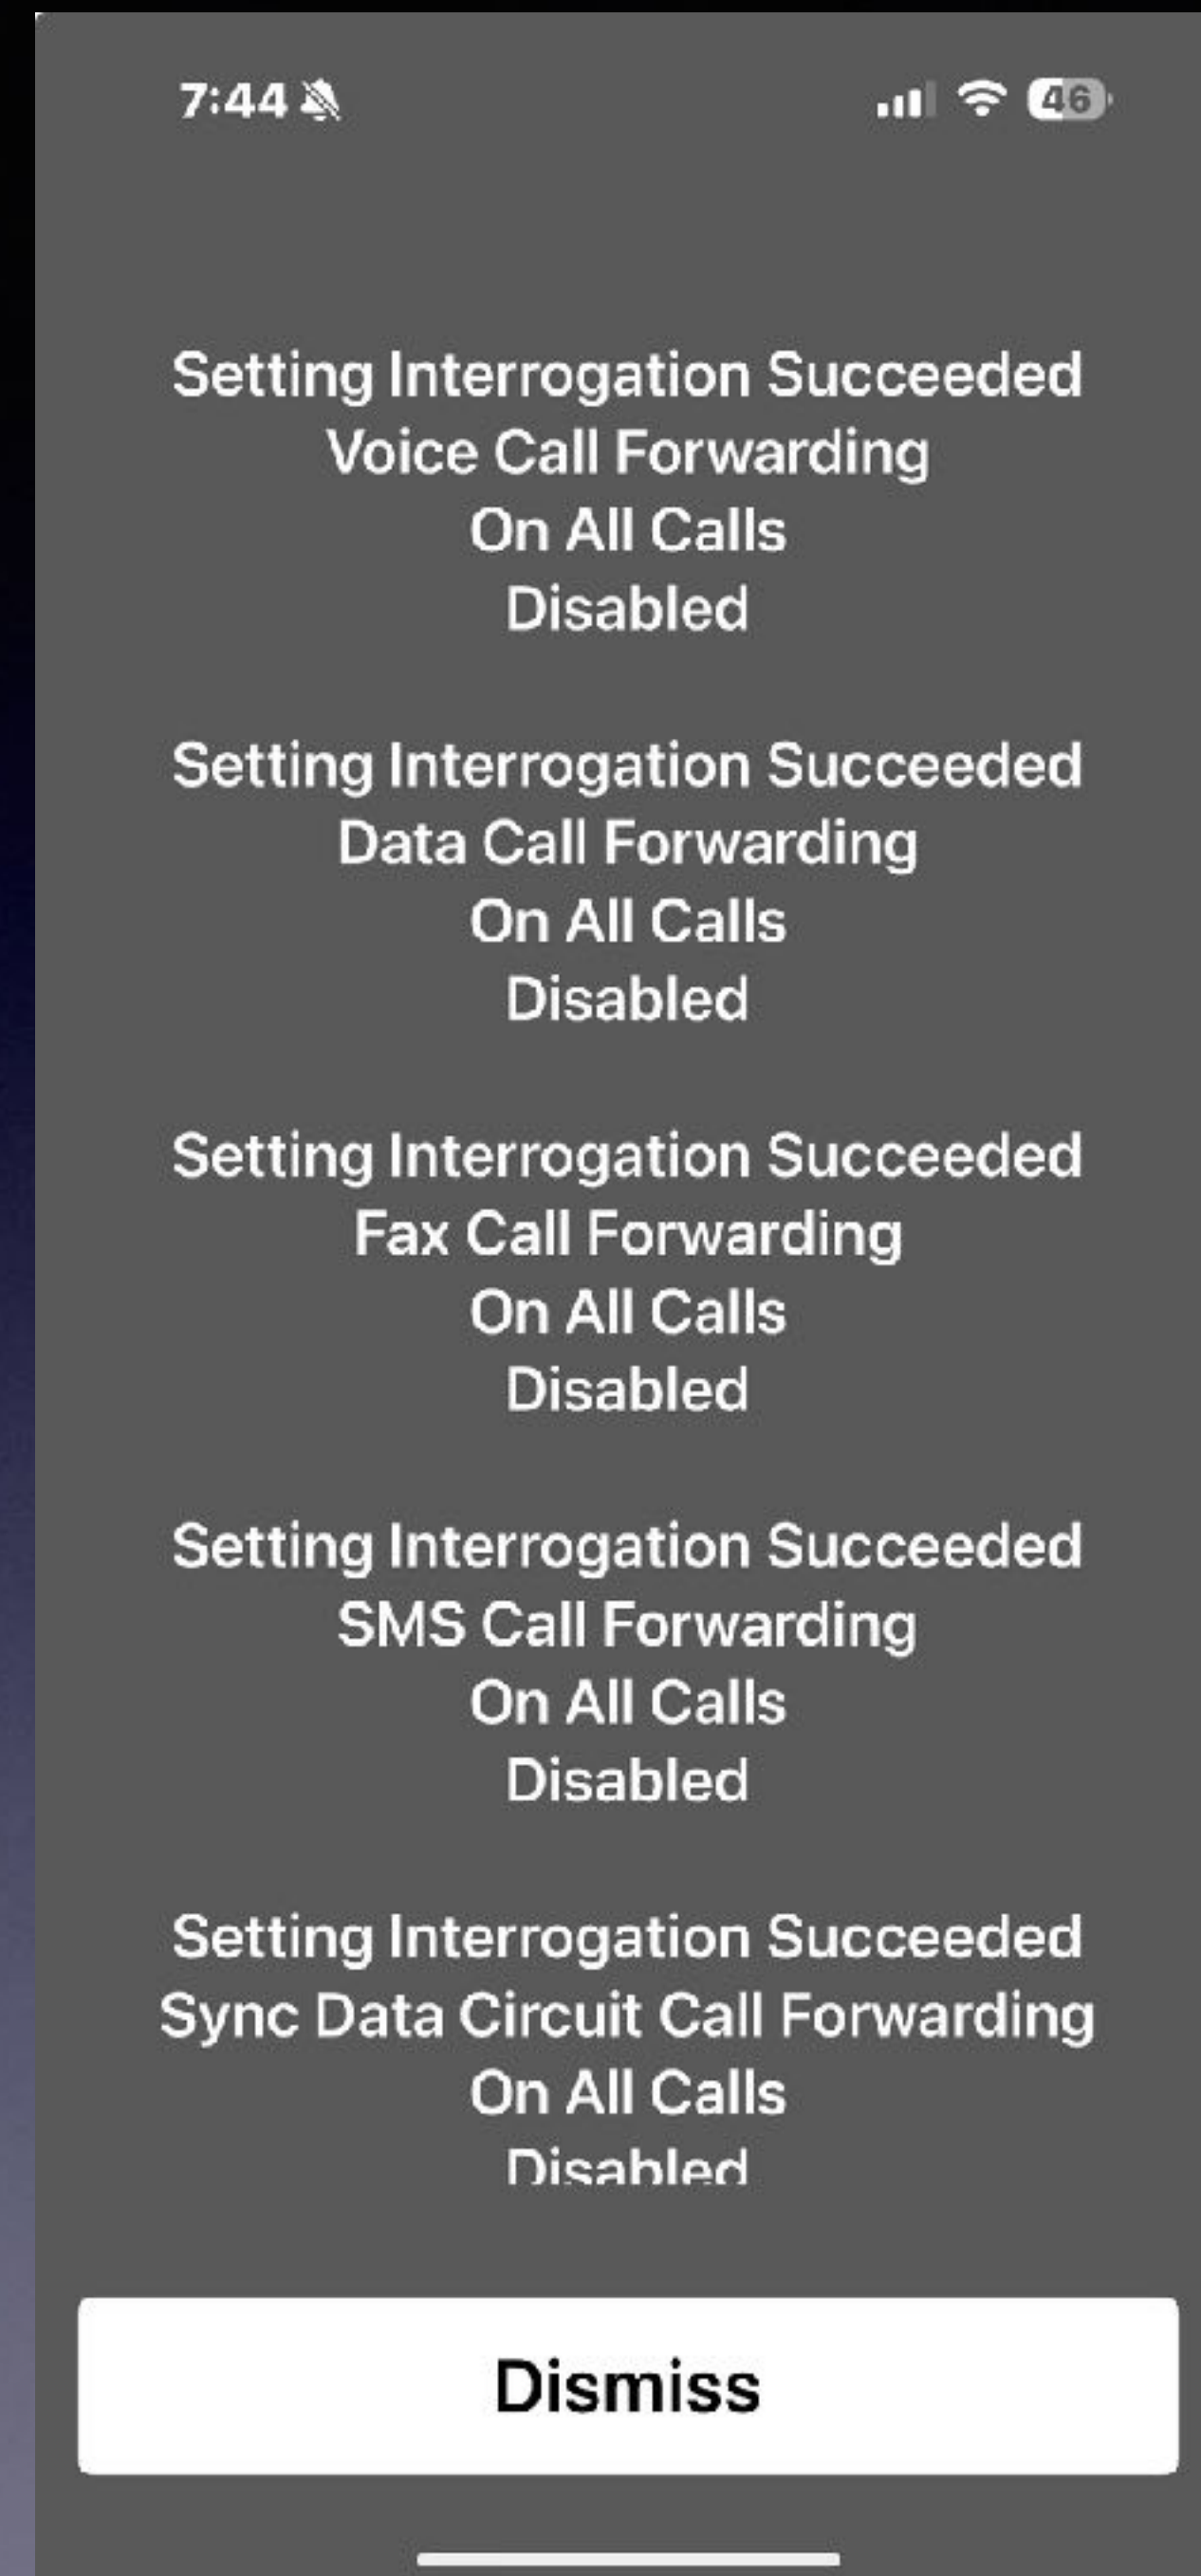 7:44
46
Setting Interrogation Succeeded
Voice Call Forwarding
On All Calls
Disabled
Setting Interrogation Succeeded
Data Call Forwarding
On All Calls
Disabled
Setting Interrogation Succeeded
Fax Call Forwarding
On All Calls
Disabled
Setting Interrogation Succeeded
SMS Call Forwarding
On All Calls
Disabled
Setting Interrogation Succeeded
Sync Data Circuit Call Forwarding
On All Calls
Disabled
Dismiss